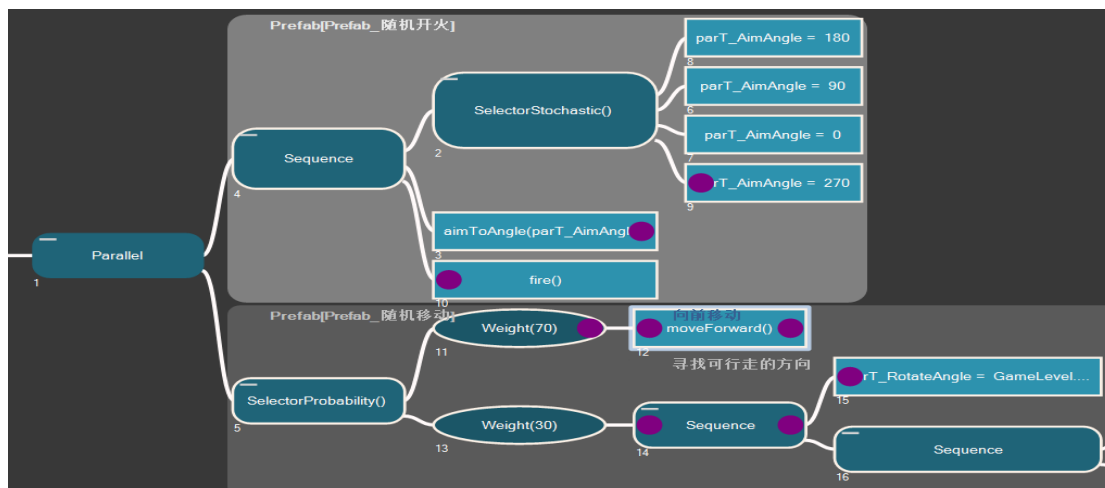 Prefab[Prefab_随机开火]
parT_AimAngle = 180
8
SelectorStochastic()
2
parT_AimAngle = 90
6
parT_AimAngle = 0
7
Sequence
4
rT_AimAngle = 270
9
aimToAngle(parT_AimAngl
3
Parallel
1
fire()
10
Prefab[Prefab_随机移动]
向前移动
Weight(70)
11
moveForward()
12
寻找可行走的方向
rT_RotateAngle = GameLevel....
15
SelectorProbability()
5
Weight(30)
13
Sequence
14
Sequence
16